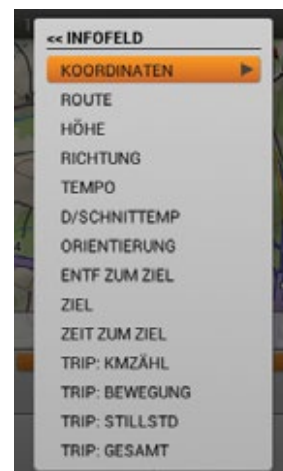 << INFOFELD
KOORDINATEN
ROUTE
HÖHE
RICHTUNG
TEMPO
D/SCHNITTEMP
ORIENTIERUNG
ENTF ZUM ZIEL
ZIEL
ZEIT ZUM ZIEL
TRIP: KMZÄHL
TRIP: BEWEGUNG
TRIP: STILLSTD
TRIP: GESAMT